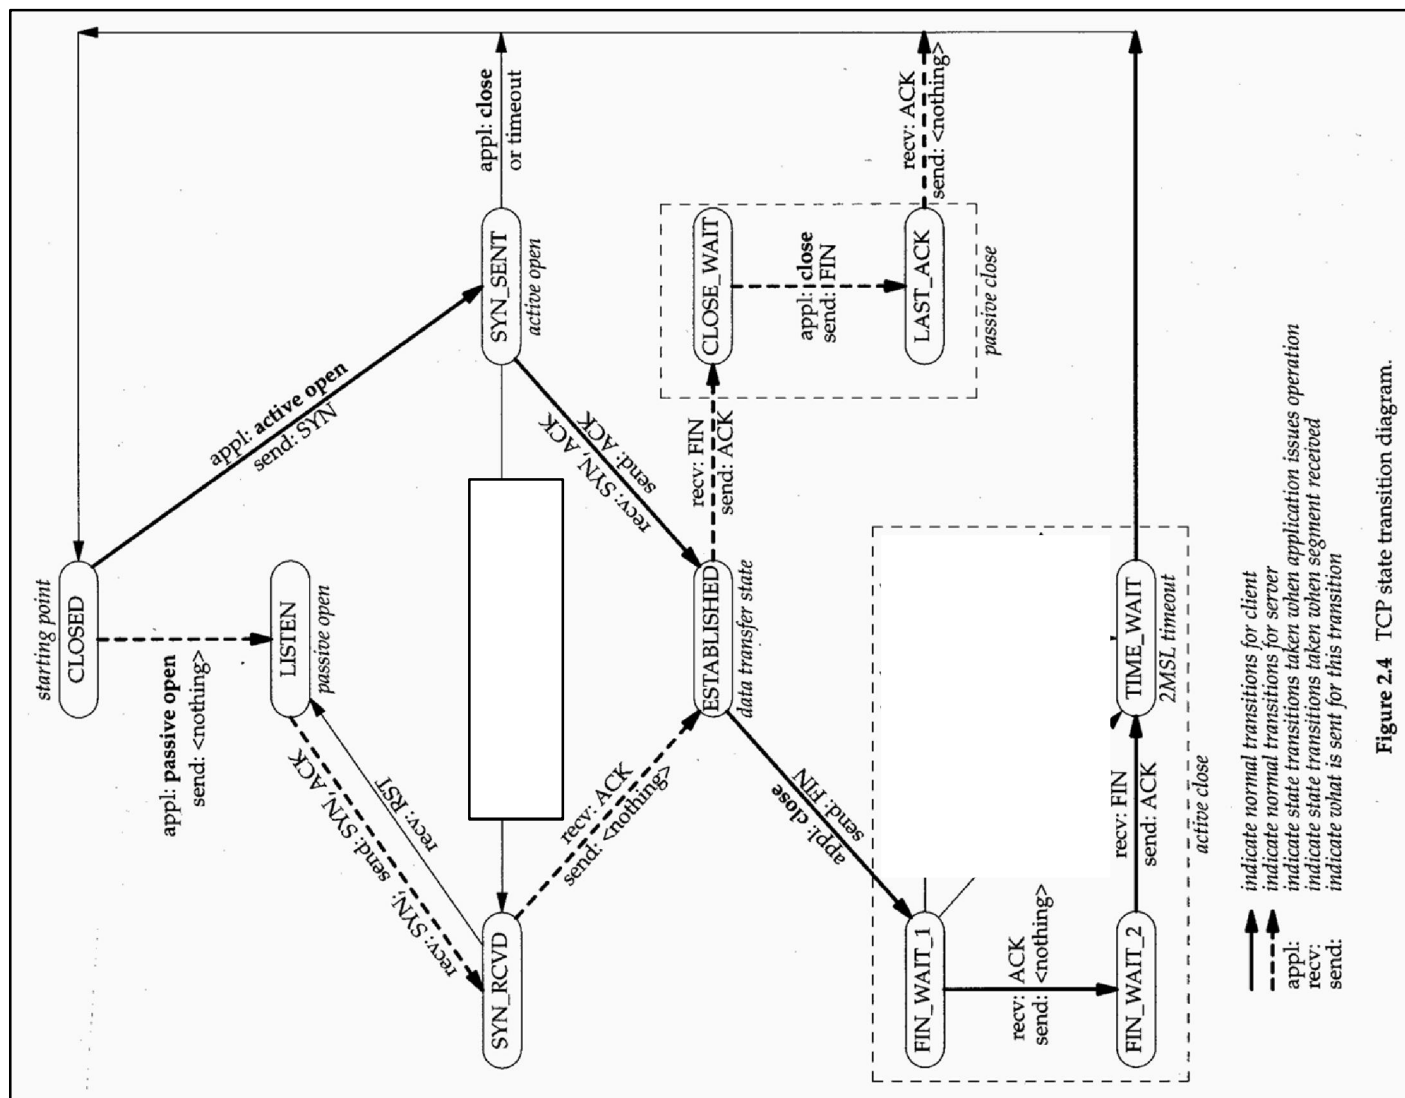 starting point
CLOSED
appl: passive open
send: <nothing>
LISTEN
passive open
appl: active open
send: SYN
recv: SYN;
send: SYN, ACK
recv: RST
SYN_RCVD
SYN_SENT
active open
appl: close
or timeout
recv: SYN, ACK
send: ACK
recv: ACK
send: <nothing>
ESTABLISHED
data transfer state
recv: FIN
send: ACK
CLOSE_WAIT
appl: close
send: FIN
LAST_ACK
passive close
recv: ACK
send: <nothing>
appl: close
send: FIN
FIN_WAIT_1
recv: ACK
send: <nothing>
FIN_WAIT_2
recv: FIN
send: ACK
TIME_WAIT
2MSL timeout
active close
indicate normal transitions for client
indicate normal transitions for server
appl: indicate state transitions taken when application issues operation
recv: indicate state transitions taken when segment received
send: indicate what is sent for this transition
Figure 2.4 TCP state transition diagram.